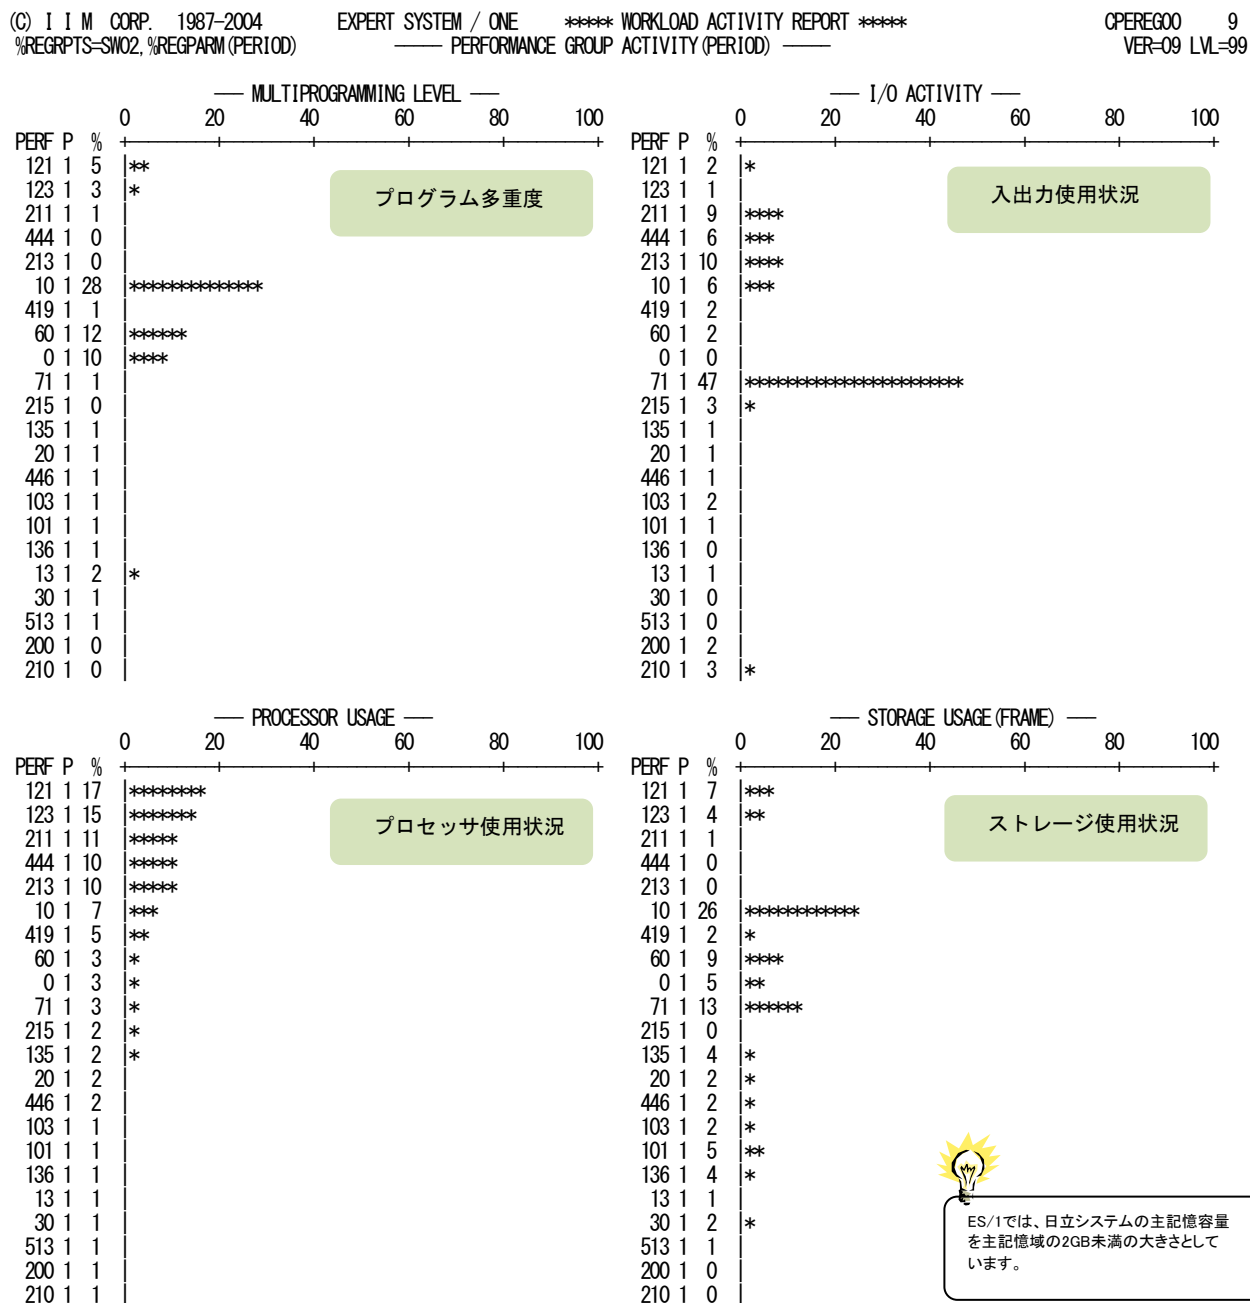 (C) I I M CORP. 1987-2004 EXPERT SYSTEM / ONE ***** WORKLOAD ACTIVITY REPORT ***** CPEREG00 9
%REGRPTS=SW02,%REGPARM(PERIOD) ----- PERFORMANCE GROUP ACTIVITY(PERIOD) ----- VER=09 LVL=99
--- MULTIPROGRAMMING LEVEL ---
0 20 40 60 80 100
PERF P %
121 1 5 |**
123 1 3 |*
211 1 1 |
444 1 0 |
213 1 0 |
10 1 28 |**************
419 1 1 |
60 1 12 |******
0 1 10 |****
71 1 1 |
215 1 0 |
135 1 1 |
20 1 1 |
446 1 1 |
103 1 1 |
101 1 1 |
136 1 1 |
13 1 2 |*
30 1 1 |
513 1 1 |
200 1 0 |
210 1 0 |
プログラム多重度
--- I/O ACTIVITY ---
0 20 40 60 80 100
PERF P %
121 1 2 |*
123 1 1 |
211 1 9 |****
444 1 6 |***
213 1 10 |****
10 1 6 |***
419 1 2 |
60 1 2 |
0 1 0 |
71 1 47 |***********************
215 1 3 |*
135 1 1 |
20 1 1 |
446 1 1 |
103 1 2 |
101 1 1 |
136 1 0 |
13 1 1 |
30 1 0 |
513 1 0 |
200 1 2 |
210 1 3 |*
入出力使用状況
--- PROCESSOR USAGE ---
0 20 40 60 80 100
PERF P %
121 1 17 |********
123 1 15 |*******
211 1 11 |*****
444 1 10 |*****
213 1 10 |*****
10 1 7 |***
419 1 5 |**
60 1 3 |*
0 1 3 |*
71 1 3 |*
215 1 2 |*
135 1 2 |*
20 1 2 |
446 1 2 |
103 1 1 |
101 1 1 |
136 1 1 |
13 1 1 |
30 1 1 |
513 1 1 |
200 1 1 |
210 1 1 |
プロセッサ使用状況
--- STORAGE USAGE(FRAME) ---
0 20 40 60 80 100
PERF P %
121 1 7 |***
123 1 4 |**
211 1 1 |
444 1 0 |
213 1 0 |
10 1 26 |************
419 1 2 |*
60 1 9 |****
0 1 5 |**
71 1 13 |******
215 1 0 |
135 1 4 |*
20 1 2 |*
446 1 2 |*
103 1 2 |*
101 1 5 |**
136 1 4 |*
13 1 1 |
30 1 2 |*
513 1 1 |
200 1 0 |
210 1 0 |
ストレージ使用状況
ES/1では、日立システムの主記憶容量
を主記憶域の2GB未満の大きさとして
います。